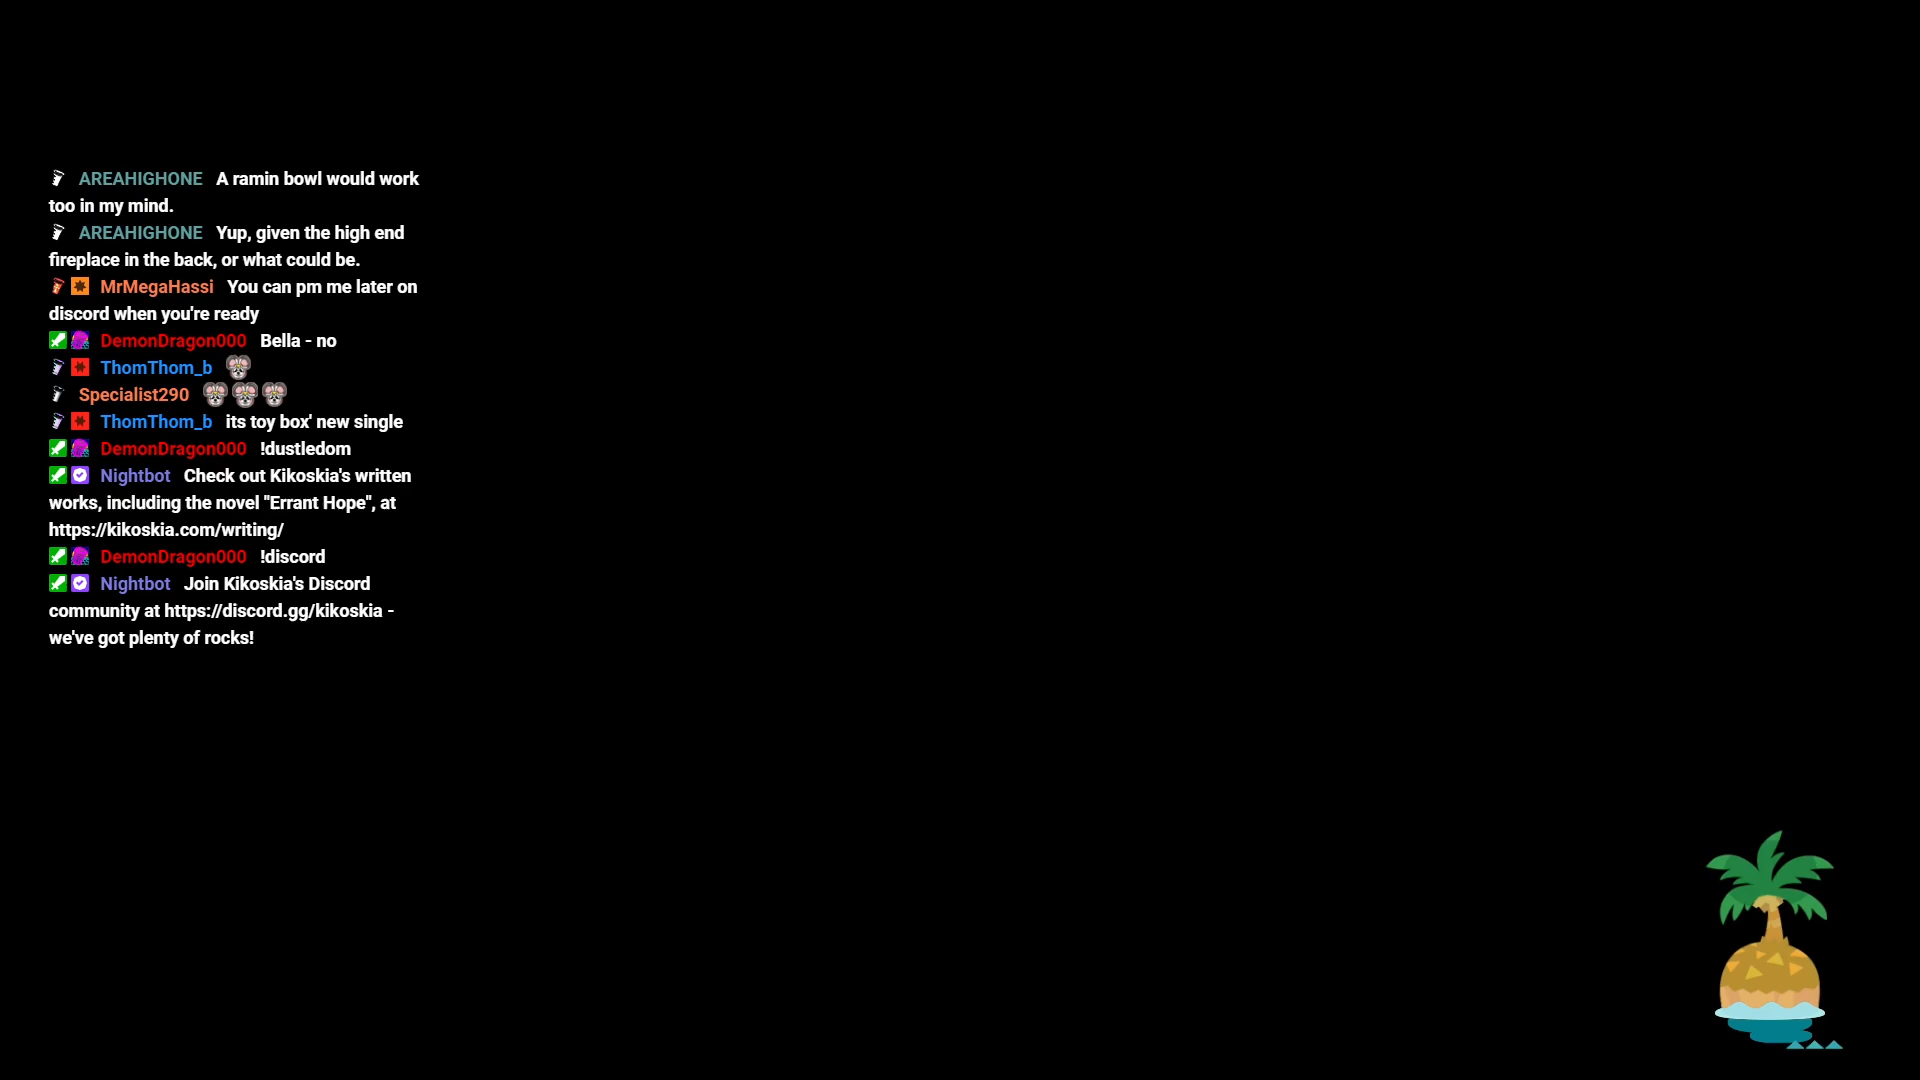 AREAHIGHONE A ramin bowl would work
too in my mind.
AREAHIGHONE Yup, given the high end
fireplace in the back, or what could be.
MrMegaHassi You can pm me later on
discord when you're ready
DemonDragon000 Bella - no
ThomThom_b
Specialist290
ThomThom_b its toy box' new single
DemonDragon000 !dustledom
Nightbot Check out Kikoskia's written
works, including the novel "Errant Hope", at
https://kikoskia.com/writing/
DemonDragon000 !discord
Nightbot Join Kikoskia's Discord
community at https://discord.gg/kikoskia -
we've got plenty of rocks!